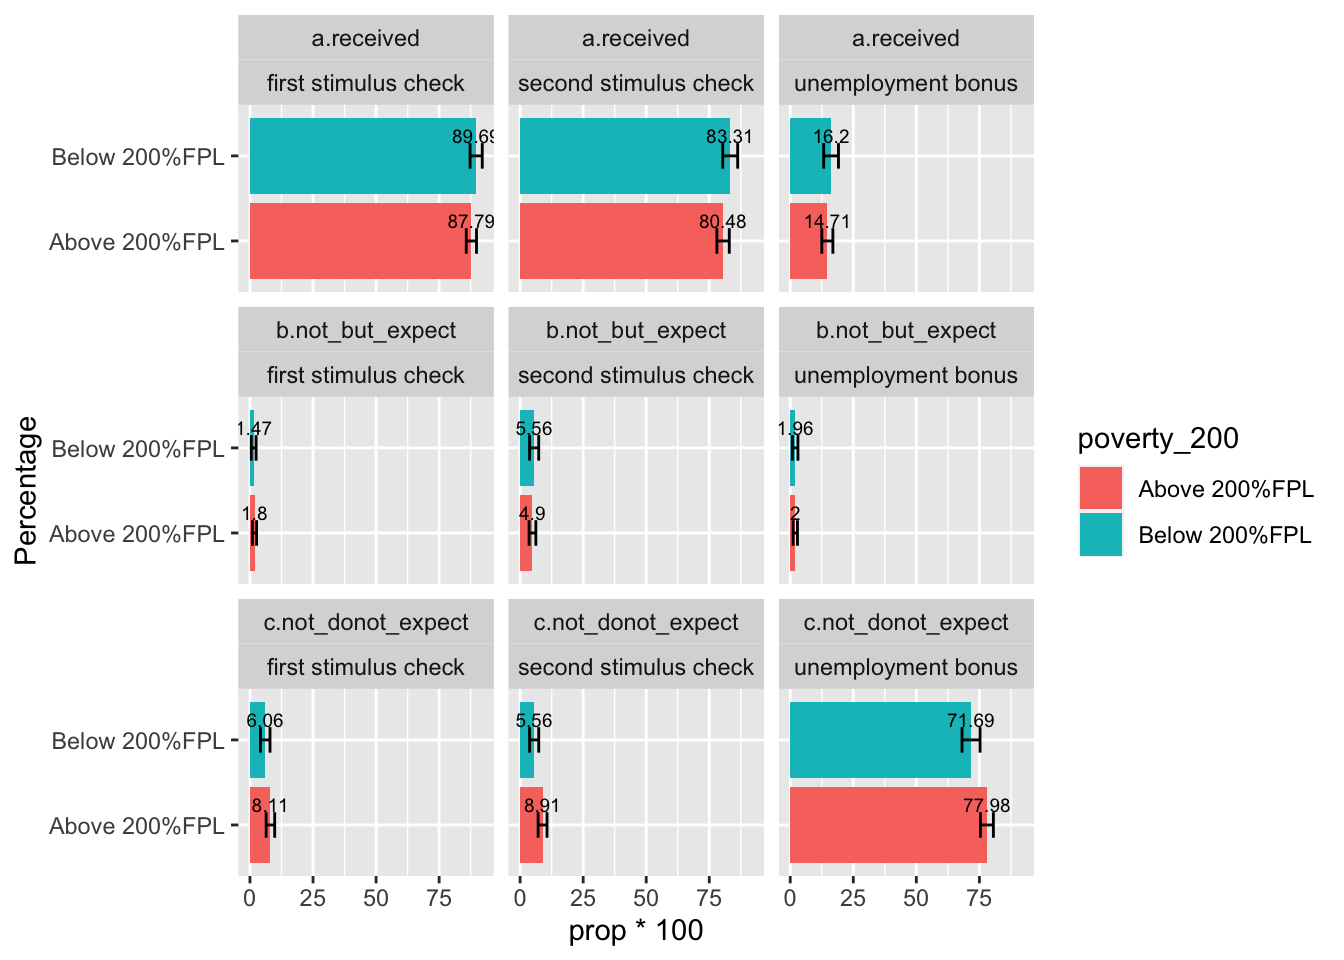 a.received a.received a.received
first stimulus check second stimulus check unemployment bonus
Below 200%FPL 89.69 83.31 16.2
Above 200%FPL 87.79 80.48 14.71
b.not_but_expect b.not_but_expect b.not_but_expect
first stimulus check second stimulus check unemployment bonus
Below 200%FPL 1.47 5.56 1.96
Above 200%FPL 1.8 4.9 2
c.not_donot_expect c.not_donot_expect c.not_donot_expect
first stimulus check second stimulus check unemployment bonus
Below 200%FPL 6.06 5.56 71.69
Above 200%FPL 8.11 8.91 77.98
0 25 50 75 0 25 50 75 0 25 50 75
prop * 100
Percentage
poverty_200
Above 200%FPL
Below 200%FPL